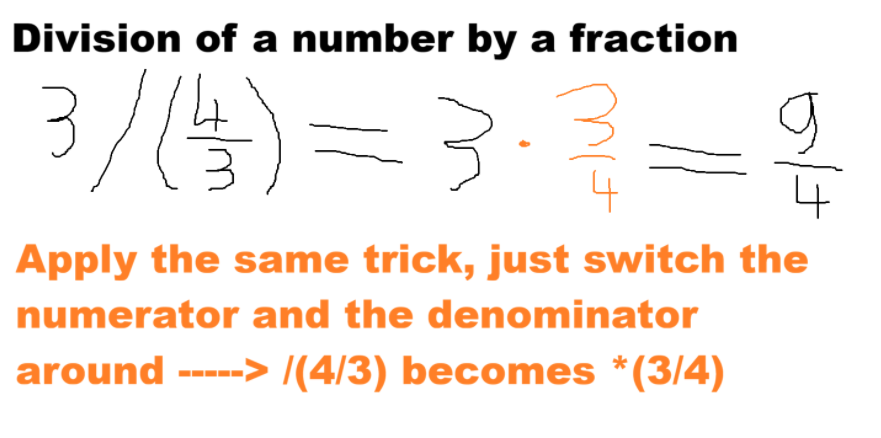 Division of a number by a fraction
3/(4/3) = 3 · 3/4 = 9/4
Apply the same trick, just switch the
numerator and the denominator
around -----> /(4/3) becomes *(3/4)